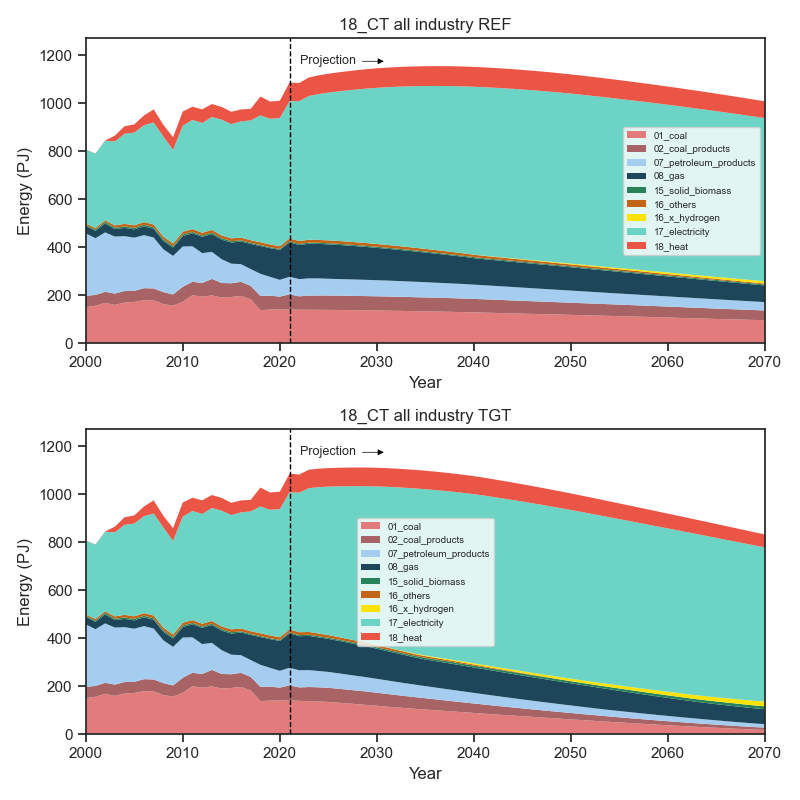 18_CT all industry REF
Projection
1200
1000
800
600
400
200
0
Energy (PJ)
01_coal
02_coal_products
07_petroleum_products
08_gas
15_solid_biomass
16_others
16_x_hydrogen
17_electricity
18_heat
2000 2010 2020 2030 2040 2050 2060 2070
Year
18_CT all industry TGT
Projection
1200
1000
800
600
400
200
0
Energy (PJ)
01_coal
02_coal_products
07_petroleum_products
08_gas
15_solid_biomass
16_others
16_x_hydrogen
17_electricity
18_heat
2000 2010 2020 2030 2040 2050 2060 2070
Year